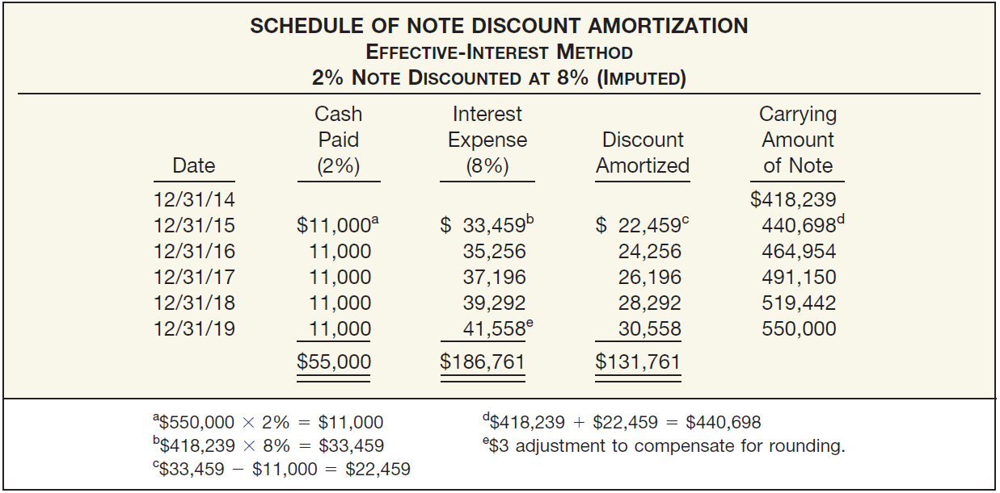 SCHEDULE OF NOTE DISCOUNT AMORTIZATION
EFFECTIVE-INTEREST METHOD
2% NOTE DISCOUNTED AT 8% (IMPUTED)
Cash Interest Carrying
Paid Expense Discount Amount
Date (2%) (8%) Amortized of Note
12/31/14 $418,239
12/31/15 $11,000a $ 33,459b $ 22,459c 440,698d
12/31/16 11,000 35,256 24,256 464,954
12/31/17 11,000 37,196 26,196 491,150
12/31/18 11,000 39,292 28,292 519,442
12/31/19 11,000 41,558e 30,558 550,000
$55,000 $186,761 $131,761
a$550,000 × 2% = $11,000 d$418,239 + $22,459 = $440,698
b$418,239 × 8% = $33,459 e$3 adjustment to compensate for rounding.
c$33,459 − $11,000 = $22,459